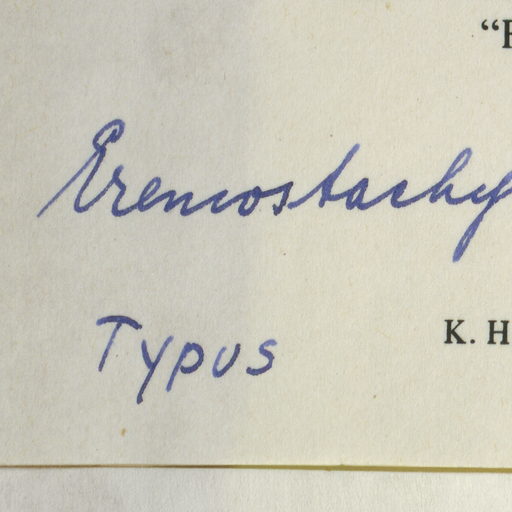 “F
Eremostachy
K. H
Typus